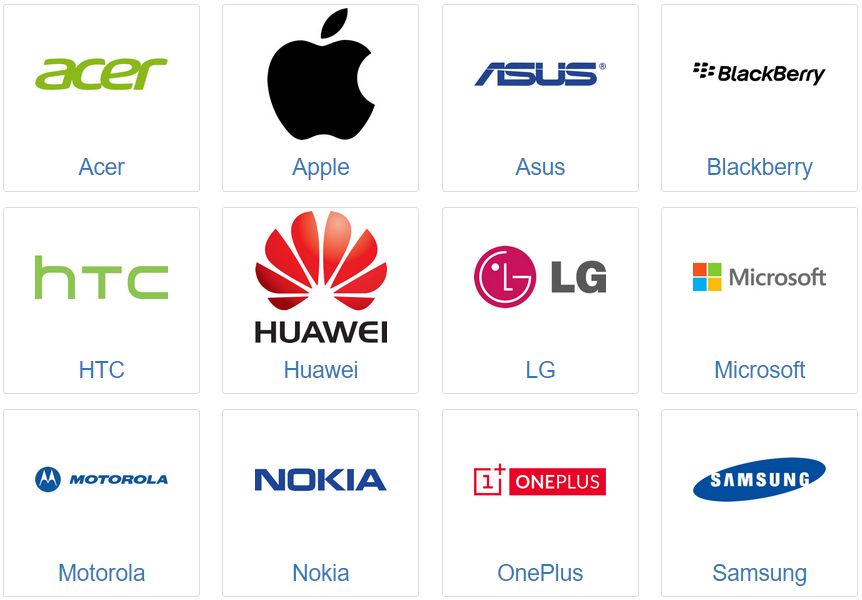 acer
Acer
Apple
ASUS®
Asus
BlackBerry
Blackberry
hTC
HTC
HUAWEI
Huawei
LG
LG
LG
Microsoft
Microsoft
M MOTOROLA
Motorola
NOKIA
Nokia
1+ ONEPLUS
OnePlus
SAMSUNG
Samsung